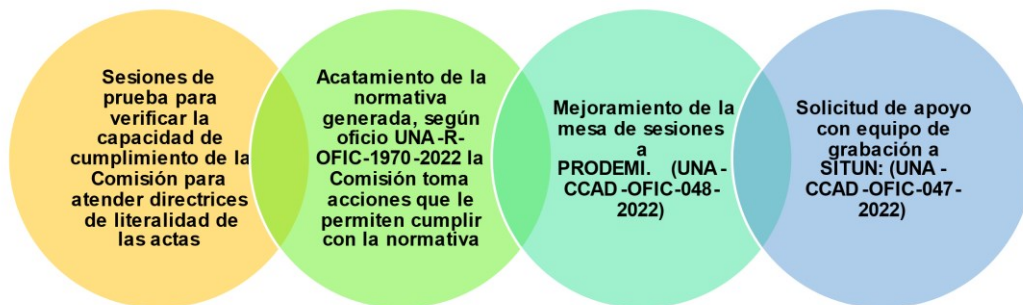 Sesiones de
prueba para
verificar la
capacidad de
cumplimiento de la
Comisión para
atender directrices
de literalidad de
las actas
Acatamiento de la
normativa
generada, según
oficio UNA-R-
OFIC-1970-2022 la
Comisión toma
acciones que le
permiten cumplir
con la normativa
Mejoramiento de la
mesa de sesiones
a
PRODEMI. (UNA-
CCAD-OFIC-048-
2022)
Solicitud de apoyo
con equipo de
grabación a
SITUN: (UNA-
CCAD-OFIC-047-
2022)